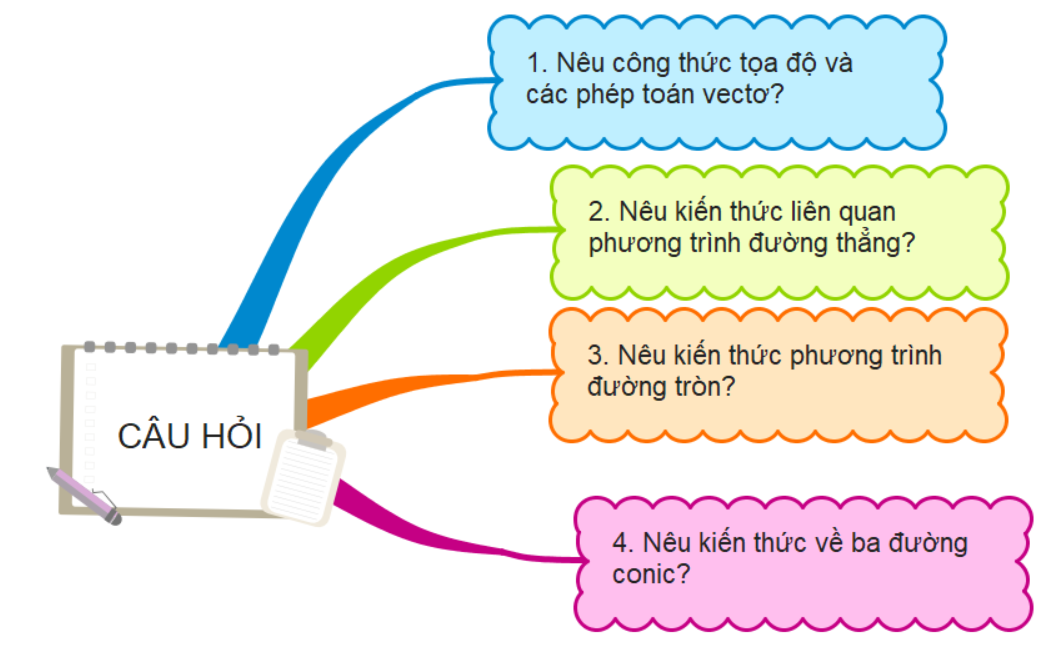 1. Nêu công thức tọa độ và
các phép toán vectơ?
2. Nêu kiến thức liên quan
phương trình đường thẳng?
3. Nêu kiến thức phương trình
đường tròn?
CÂU HỎI
4. Nêu kiến thức về ba đường
conic?